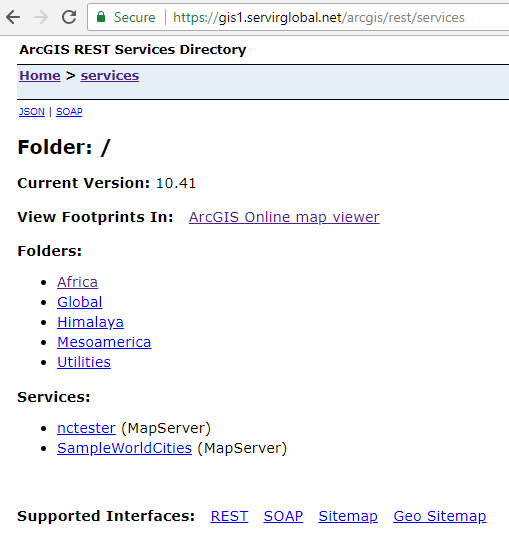 Secure https://gis1.servirglobal.net/arcgis/rest/services
ArcGIS REST Services Directory
Home > services
JSON | SOAP
Folder: /
Current Version: 10.41
View Footprints In: ArcGIS Online map viewer
Folders:
• Africa
• Global
• Himalaya
• Mesoamerica
• Utilities
Services:
• nctester (MapServer)
• SampleWorldCities (MapServer)
Supported Interfaces: REST SOAP Sitemap Geo Sitemap